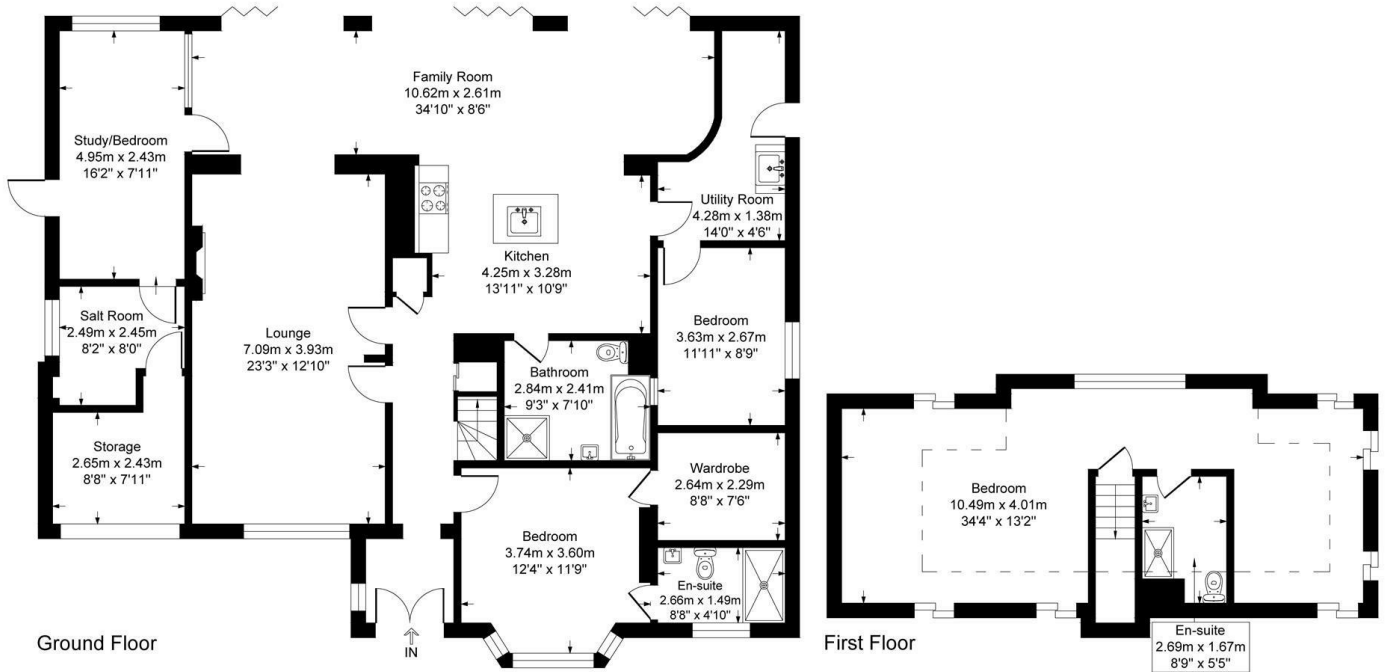 Family Room
10.62m x 2.61m
34'10" x 8'6"
Study/Bedroom
4.95m x 2.43m
16'2" x 7'11"
Utility Room
4.28m x 1.38m
14'0" x 4'6"
Kitchen
4.25m x 3.28m
13'11" x 10'9"
Salt Room
2.49m x 2.45m
8'2" x 8'0"
Lounge
7.09m x 3.93m
23'3" x 12'10"
Bedroom
3.63m x 2.67m
11'11" x 8'9"
Bathroom
2.84m x 2.41m
9'3" x 7'10"
Storage
2.65m x 2.43m
8'8" x 7'11"
Wardrobe
2.64m x 2.29m
8'8" x 7'6"
Bedroom
3.74m x 3.60m
12'4" x 11'9"
En-suite
2.66m x 1.49m
8'8" x 4'10"
IN
Ground Floor
Bedroom
10.49m x 4.01m
34'4" x 13'2"
En-suite
2.69m x 1.67m
8'9" x 5'5"
First Floor